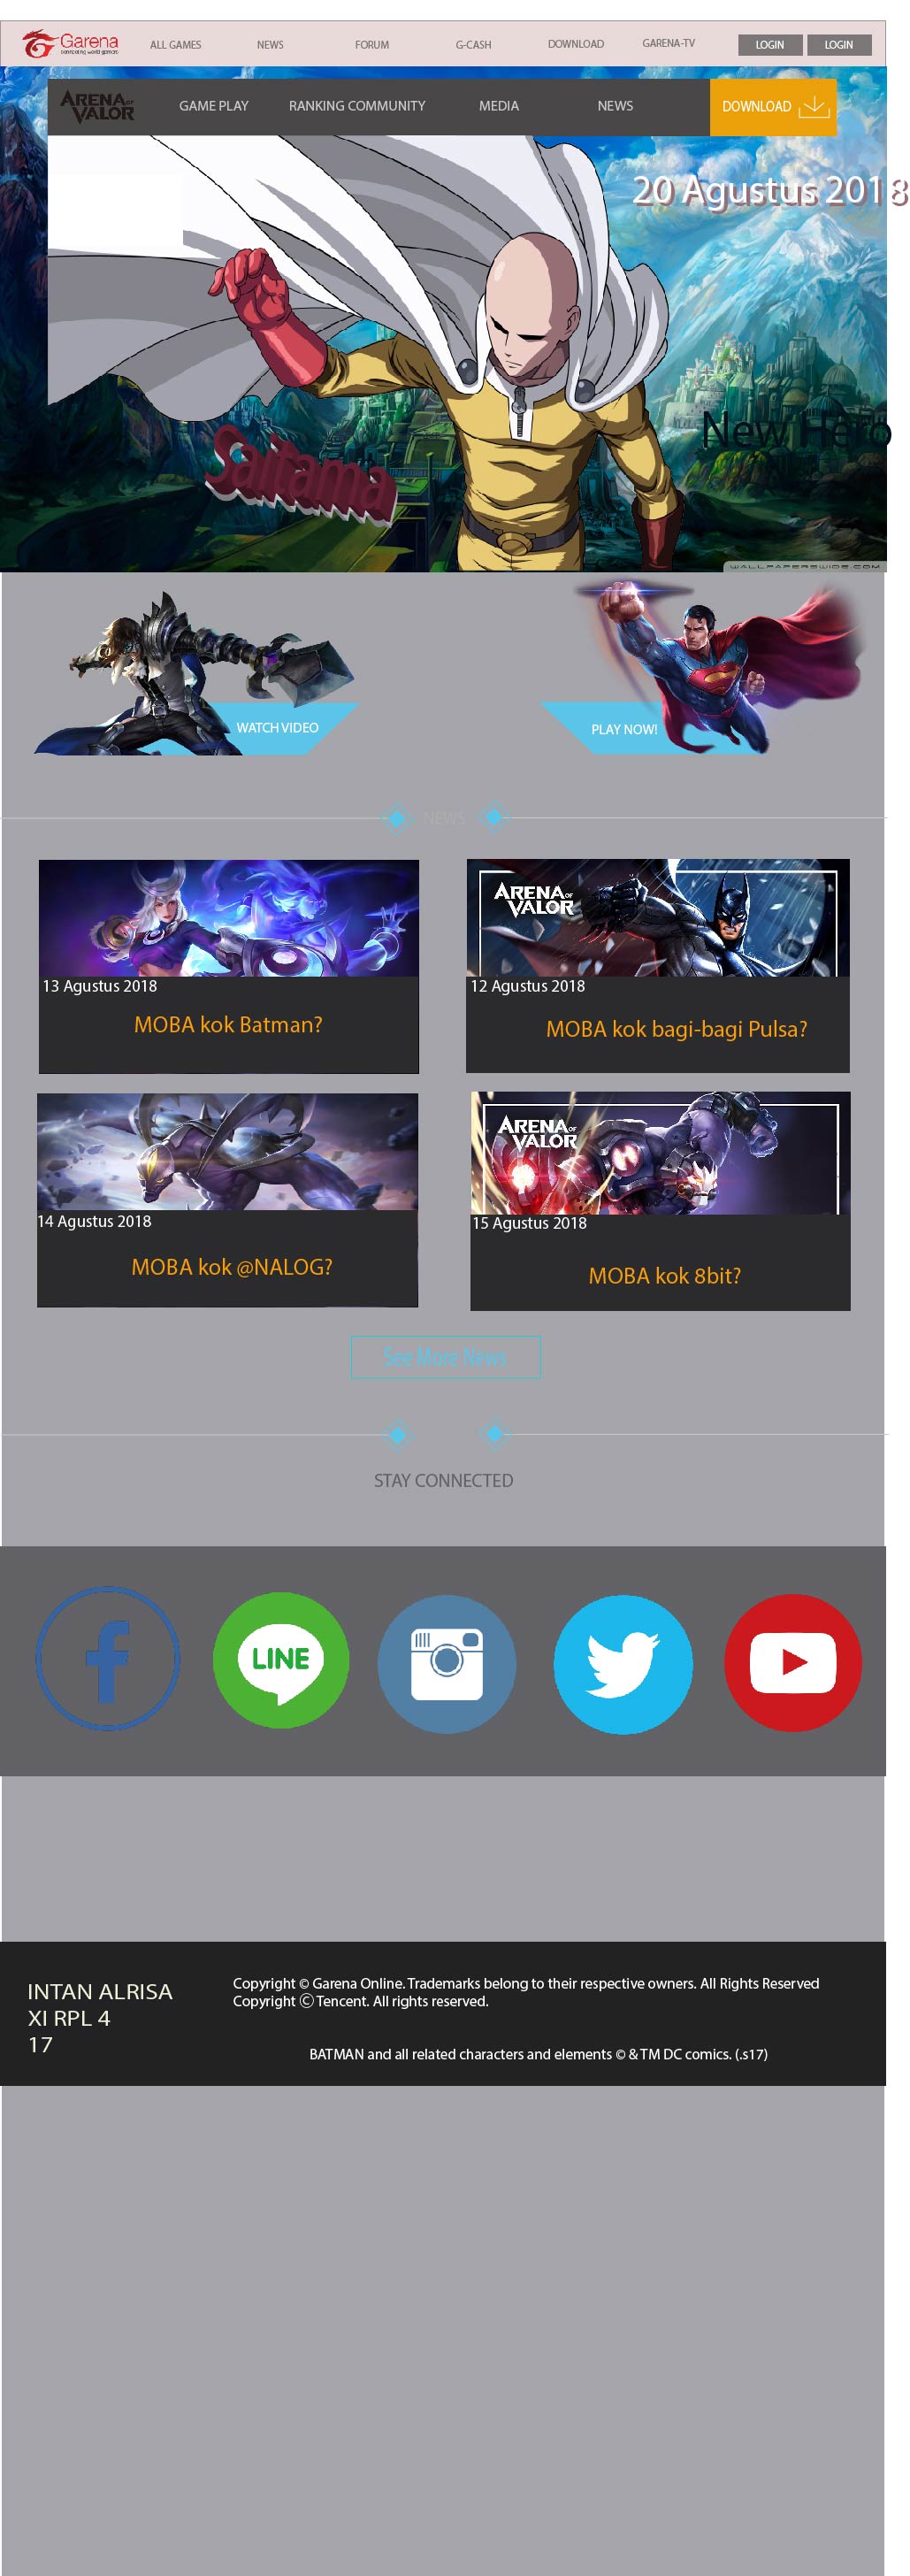 Garena
connecting world gamers
ALL GAMES
NEWS
FORUM
G-CASH
DOWNLOAD
GARENA-TV
LOGIN
LOGIN
ARENA OF
VALOR
GAME PLAY
RANKING COMMUNITY
MEDIA
NEWS
DOWNLOAD
20 Agustus 2018
New Hero
Saitama
WALLPAPERSWIDE.COM
WATCH VIDEO
PLAY NOW!
NEWS
ARENA OF
VALOR
13 Agustus 2018
12 Agustus 2018
MOBA kok Batman?
MOBA kok bagi-bagi Pulsa?
ARENA OF
VALOR
14 Agustus 2018
15 Agustus 2018
MOBA kok @NALOG?
MOBA kok 8bit?
See More News
STAY CONNECTED
LINE
INTAN ALRISA
XI RPL 4
17
Copyright © Garena Online. Trademarks belong to their respective owners. All Rights Reserved
Copyright © Tencent. All rights reserved.
BATMAN and all related characters and elements © & TM DC comics. (.s17)